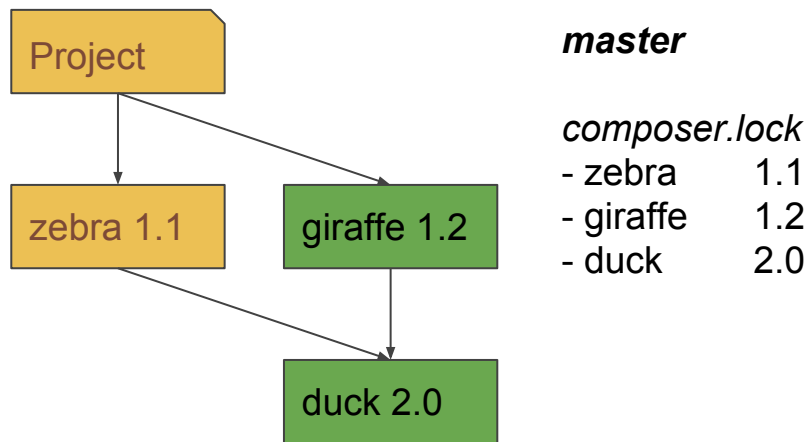 Project
zebra 1.1
giraffe 1.2
duck 2.0
master
composer.lock
- zebra 1.1
- giraffe 1.2
- duck 2.0